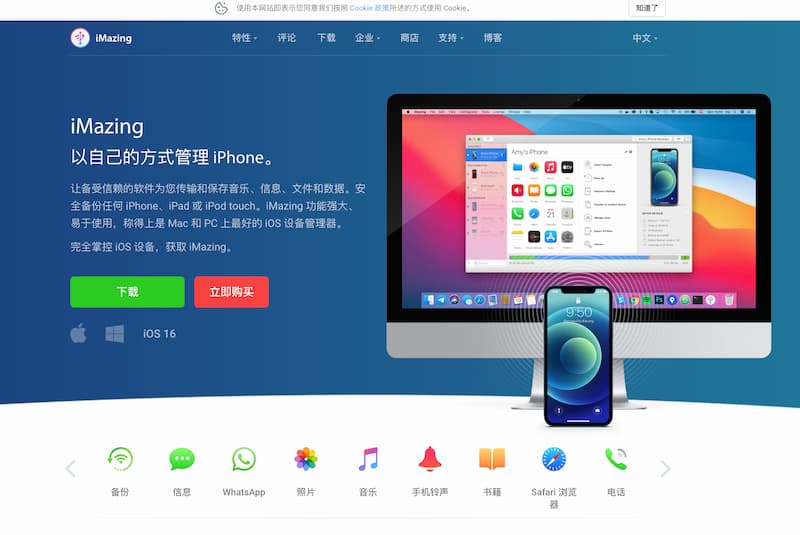 使用本网站即表示您同意我们按照 Cookie 政策所述的方式使用 Cookie。
知道了
iMazing
特性
评论
下载
企业
商店
支持
博客
中文
iMazing
以自己的方式管理 iPhone。
让备受信赖的软件为您传输和保存音乐、信息、文件和数据。安
全备份任何 iPhone、iPad 或 iPod touch。iMazing 功能强大、
易于使用，称得上是 Mac 和 PC 上最好的 iOS 设备管理器。
完全掌控 iOS 设备，获取 iMazing。
下载
立即购买
iOS 16
Amy's iPhone
9:50
备份
信息
WhatsApp
照片
音乐
手机铃声
书籍
Safari 浏览
器
电话